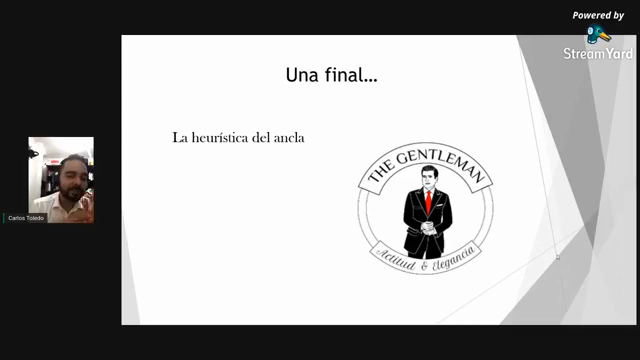 Powered by
StreamYard
Una final...
La heurística del ancla
THE GENTLEMAN
Actitud & Elegancia
Carlos Toledo